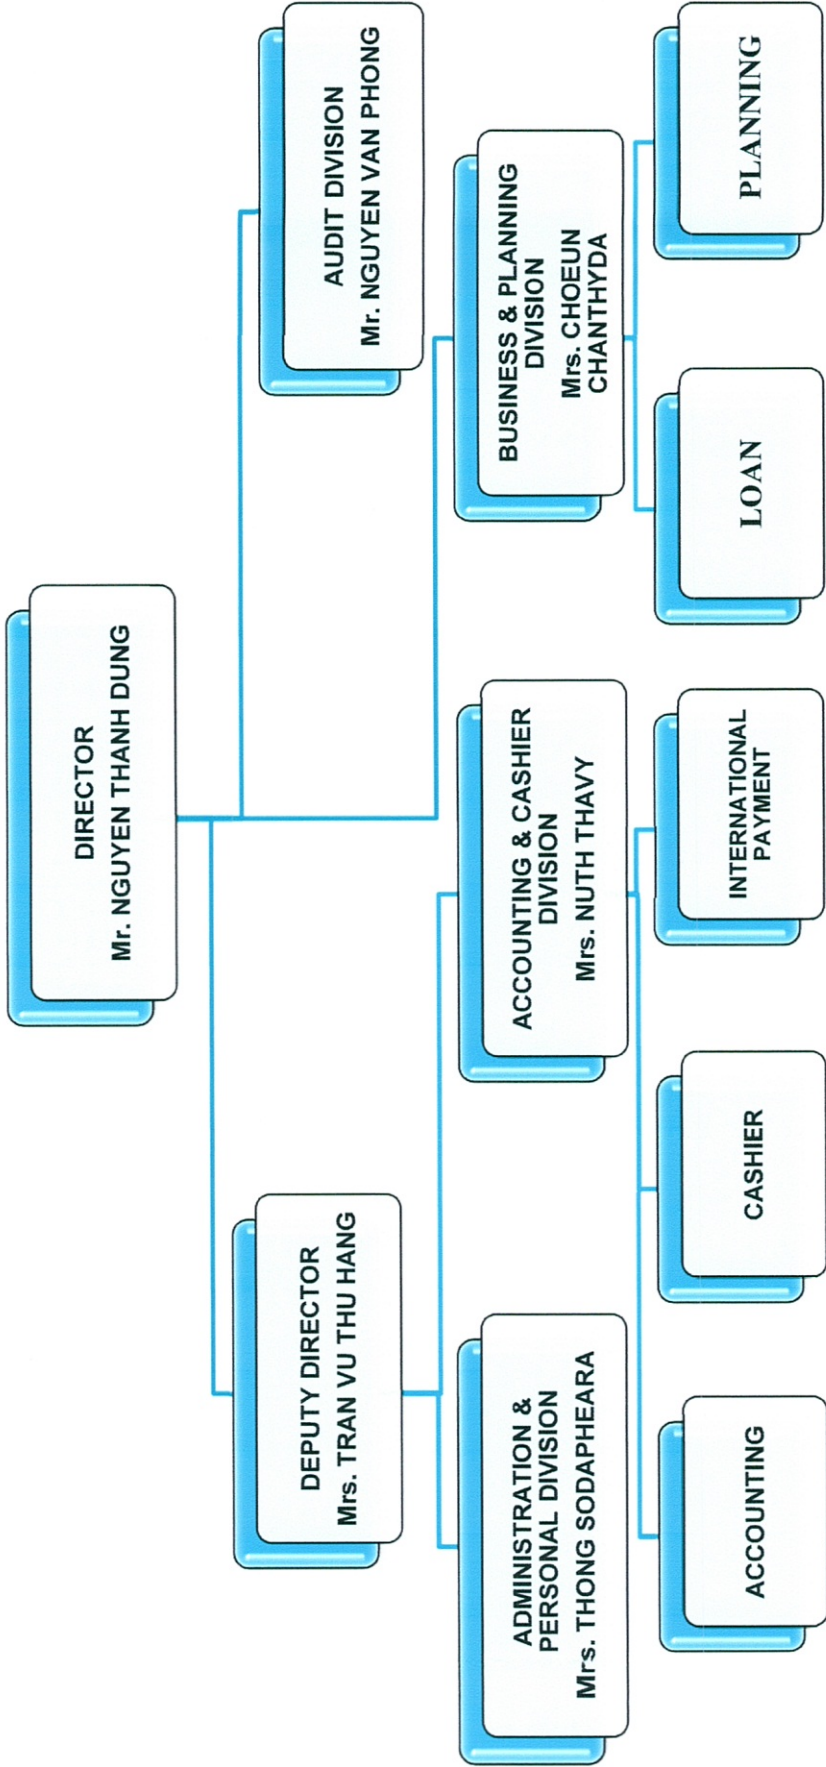 DIRECTOR
Mr. NGUYEN THANH DUNG
DEPUTY DIRECTOR
Mrs. TRAN VU THU HANG
AUDIT DIVISION
Mr. NGUYEN VAN PHONG
ADMINISTRATION &
PERSONAL DIVISION
Mrs. THONG SODAPHEARA
ACCOUNTING & CASHIER
DIVISION
Mrs. NUTH THAVY
BUSINESS & PLANNING
DIVISION
Mrs. CHOEUN
CHANTHYDA
ACCOUNTING
CASHIER
INTERNATIONAL
PAYMENT
LOAN
PLANNING